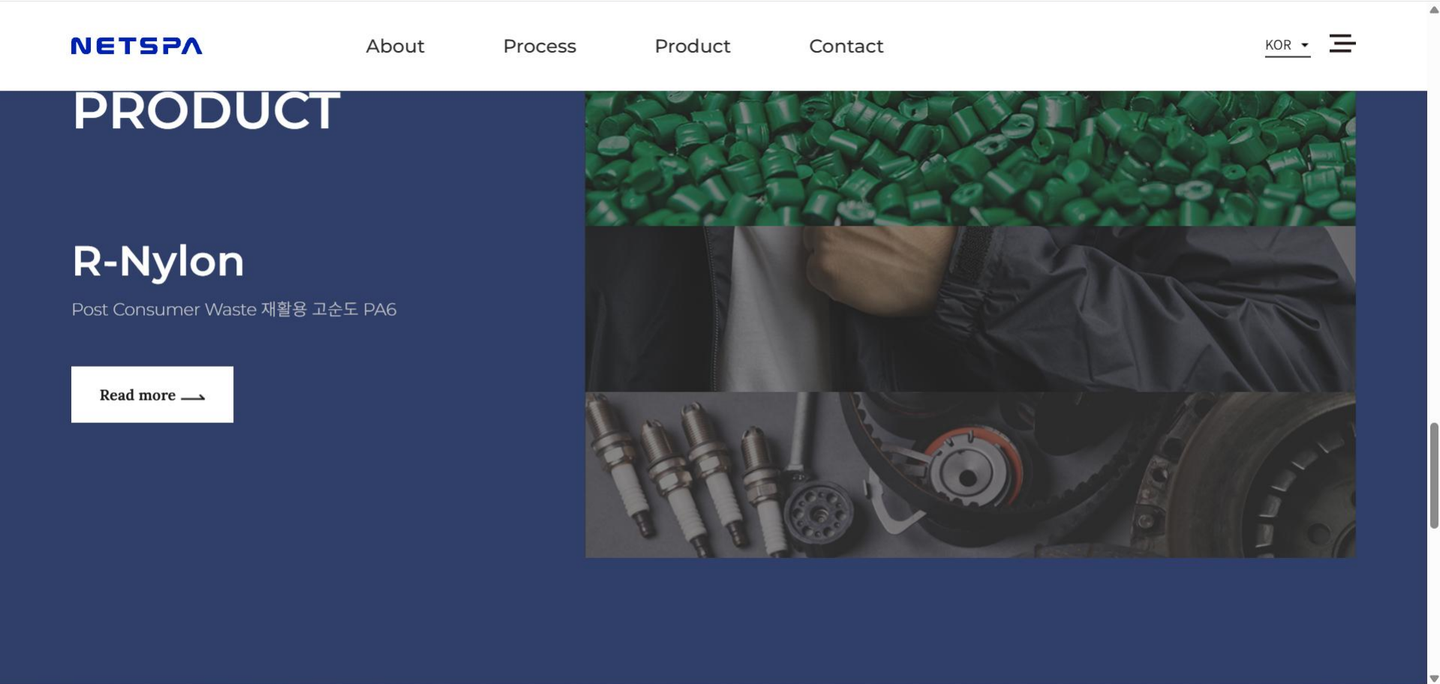 NETSPA
About
Process
Product
Contact
KOR
PRODUCT
R-Nylon
Post Consumer Waste 재활용 고순도 PA6
Read more